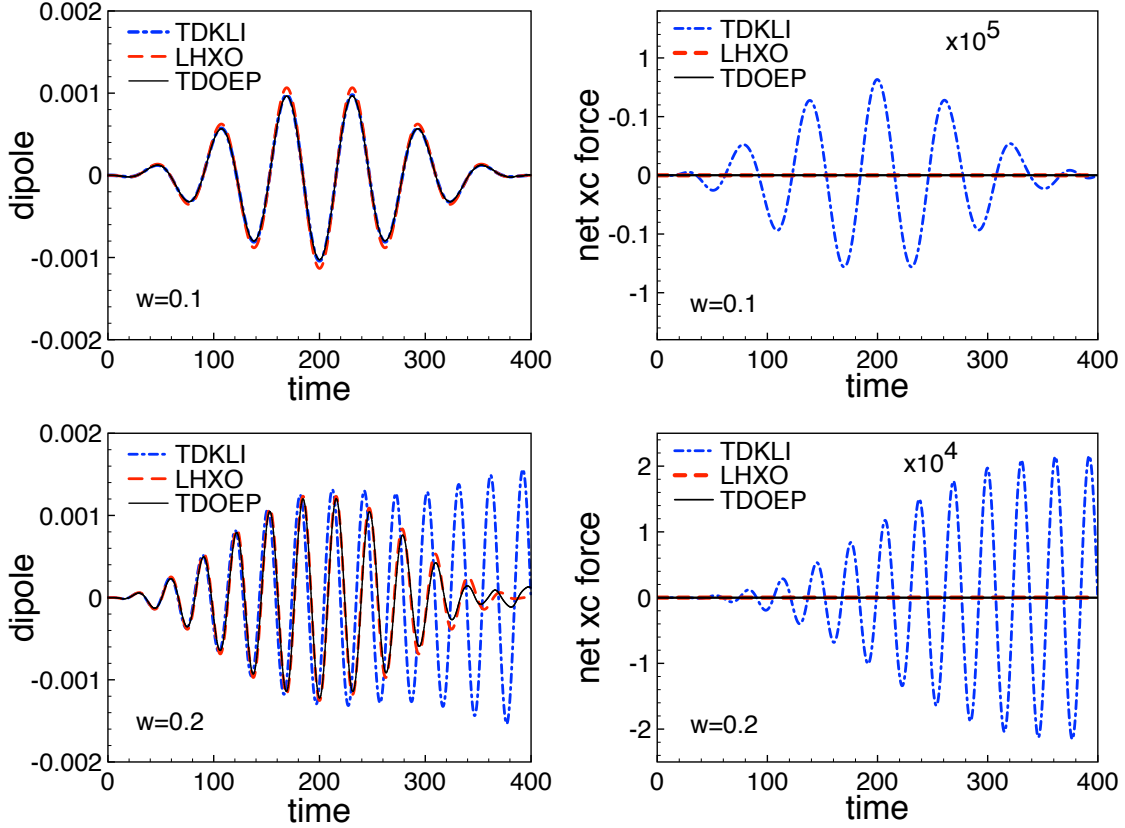 0.002
TDKLI
LHXO
TDOEP
0.001
0
-0.001
-0.002
dipole
w=0.1
0 100 200 300 400
time
x10^5
TDKLI
LHXO
TDOEP
1
-0.1
0
-0.1
-1
net xc force
w=0.1
0 100 200 300 400
time
0.002
TDKLI
LHXO
TDOEP
0.001
0
-0.001
-0.002
dipole
w=0.2
0 100 200 300 400
time
x10^4
TDKLI
LHXO
TDOEP
2
1
0
-1
-2
net xc force
w=0.2
0 100 200 300 400
time